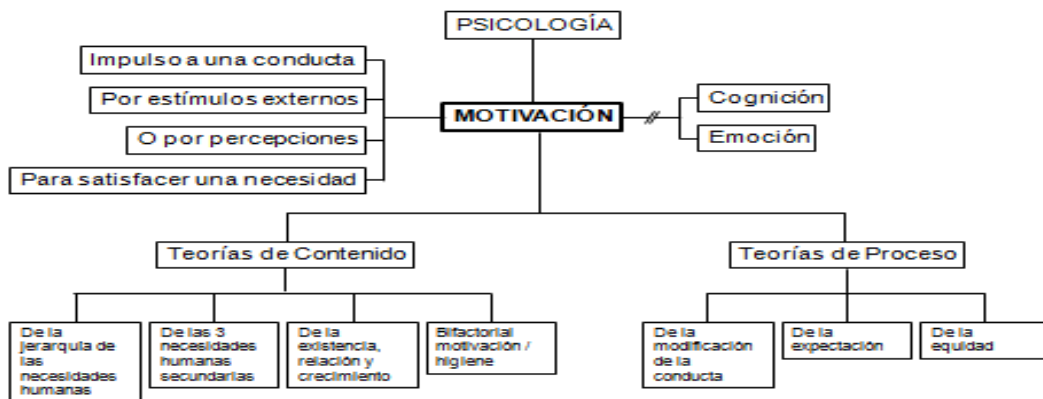 PSICOLOGÍA
Impulso a una conducta
Por estímulos externos
O por percepciones
Para satisfacer una necesidad
MOTIVACIÓN
Cognición
Emoción
Teorías de Contenido
Teorías de Proceso
De la
jerarquía de
las
necesidades
humanas
De las 3
necesidades
humanas
secundarias
De la
existencia,
relación y
crecimiento
Bifactorial
motivación /
higiene
De la
modificación
de la
conducta
De la
expectación
De la
equidad